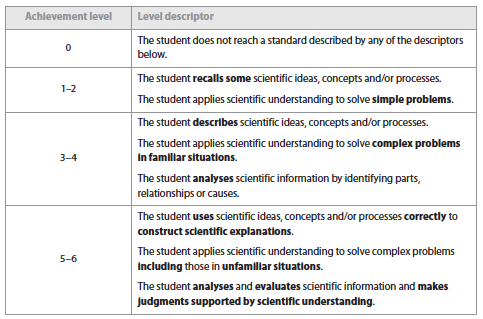 Achievement level Level descriptor
0
The student does not reach a standard described by any of the descriptors
below.
1–2
The student recalls some scientific ideas, concepts and/or processes.
The student applies scientific understanding to solve simple problems.
3–4
The student describes scientific ideas, concepts and/or processes.
The student applies scientific understanding to solve complex problems
in familiar situations.
The student analyses scientific information by identifying parts,
relationships or causes.
5–6
The student uses scientific ideas, concepts and/or processes correctly to
construct scientific explanations.
The student applies scientific understanding to solve complex problems
including those in unfamiliar situations.
The student analyses and evaluates scientific information and makes
judgments supported by scientific understanding.